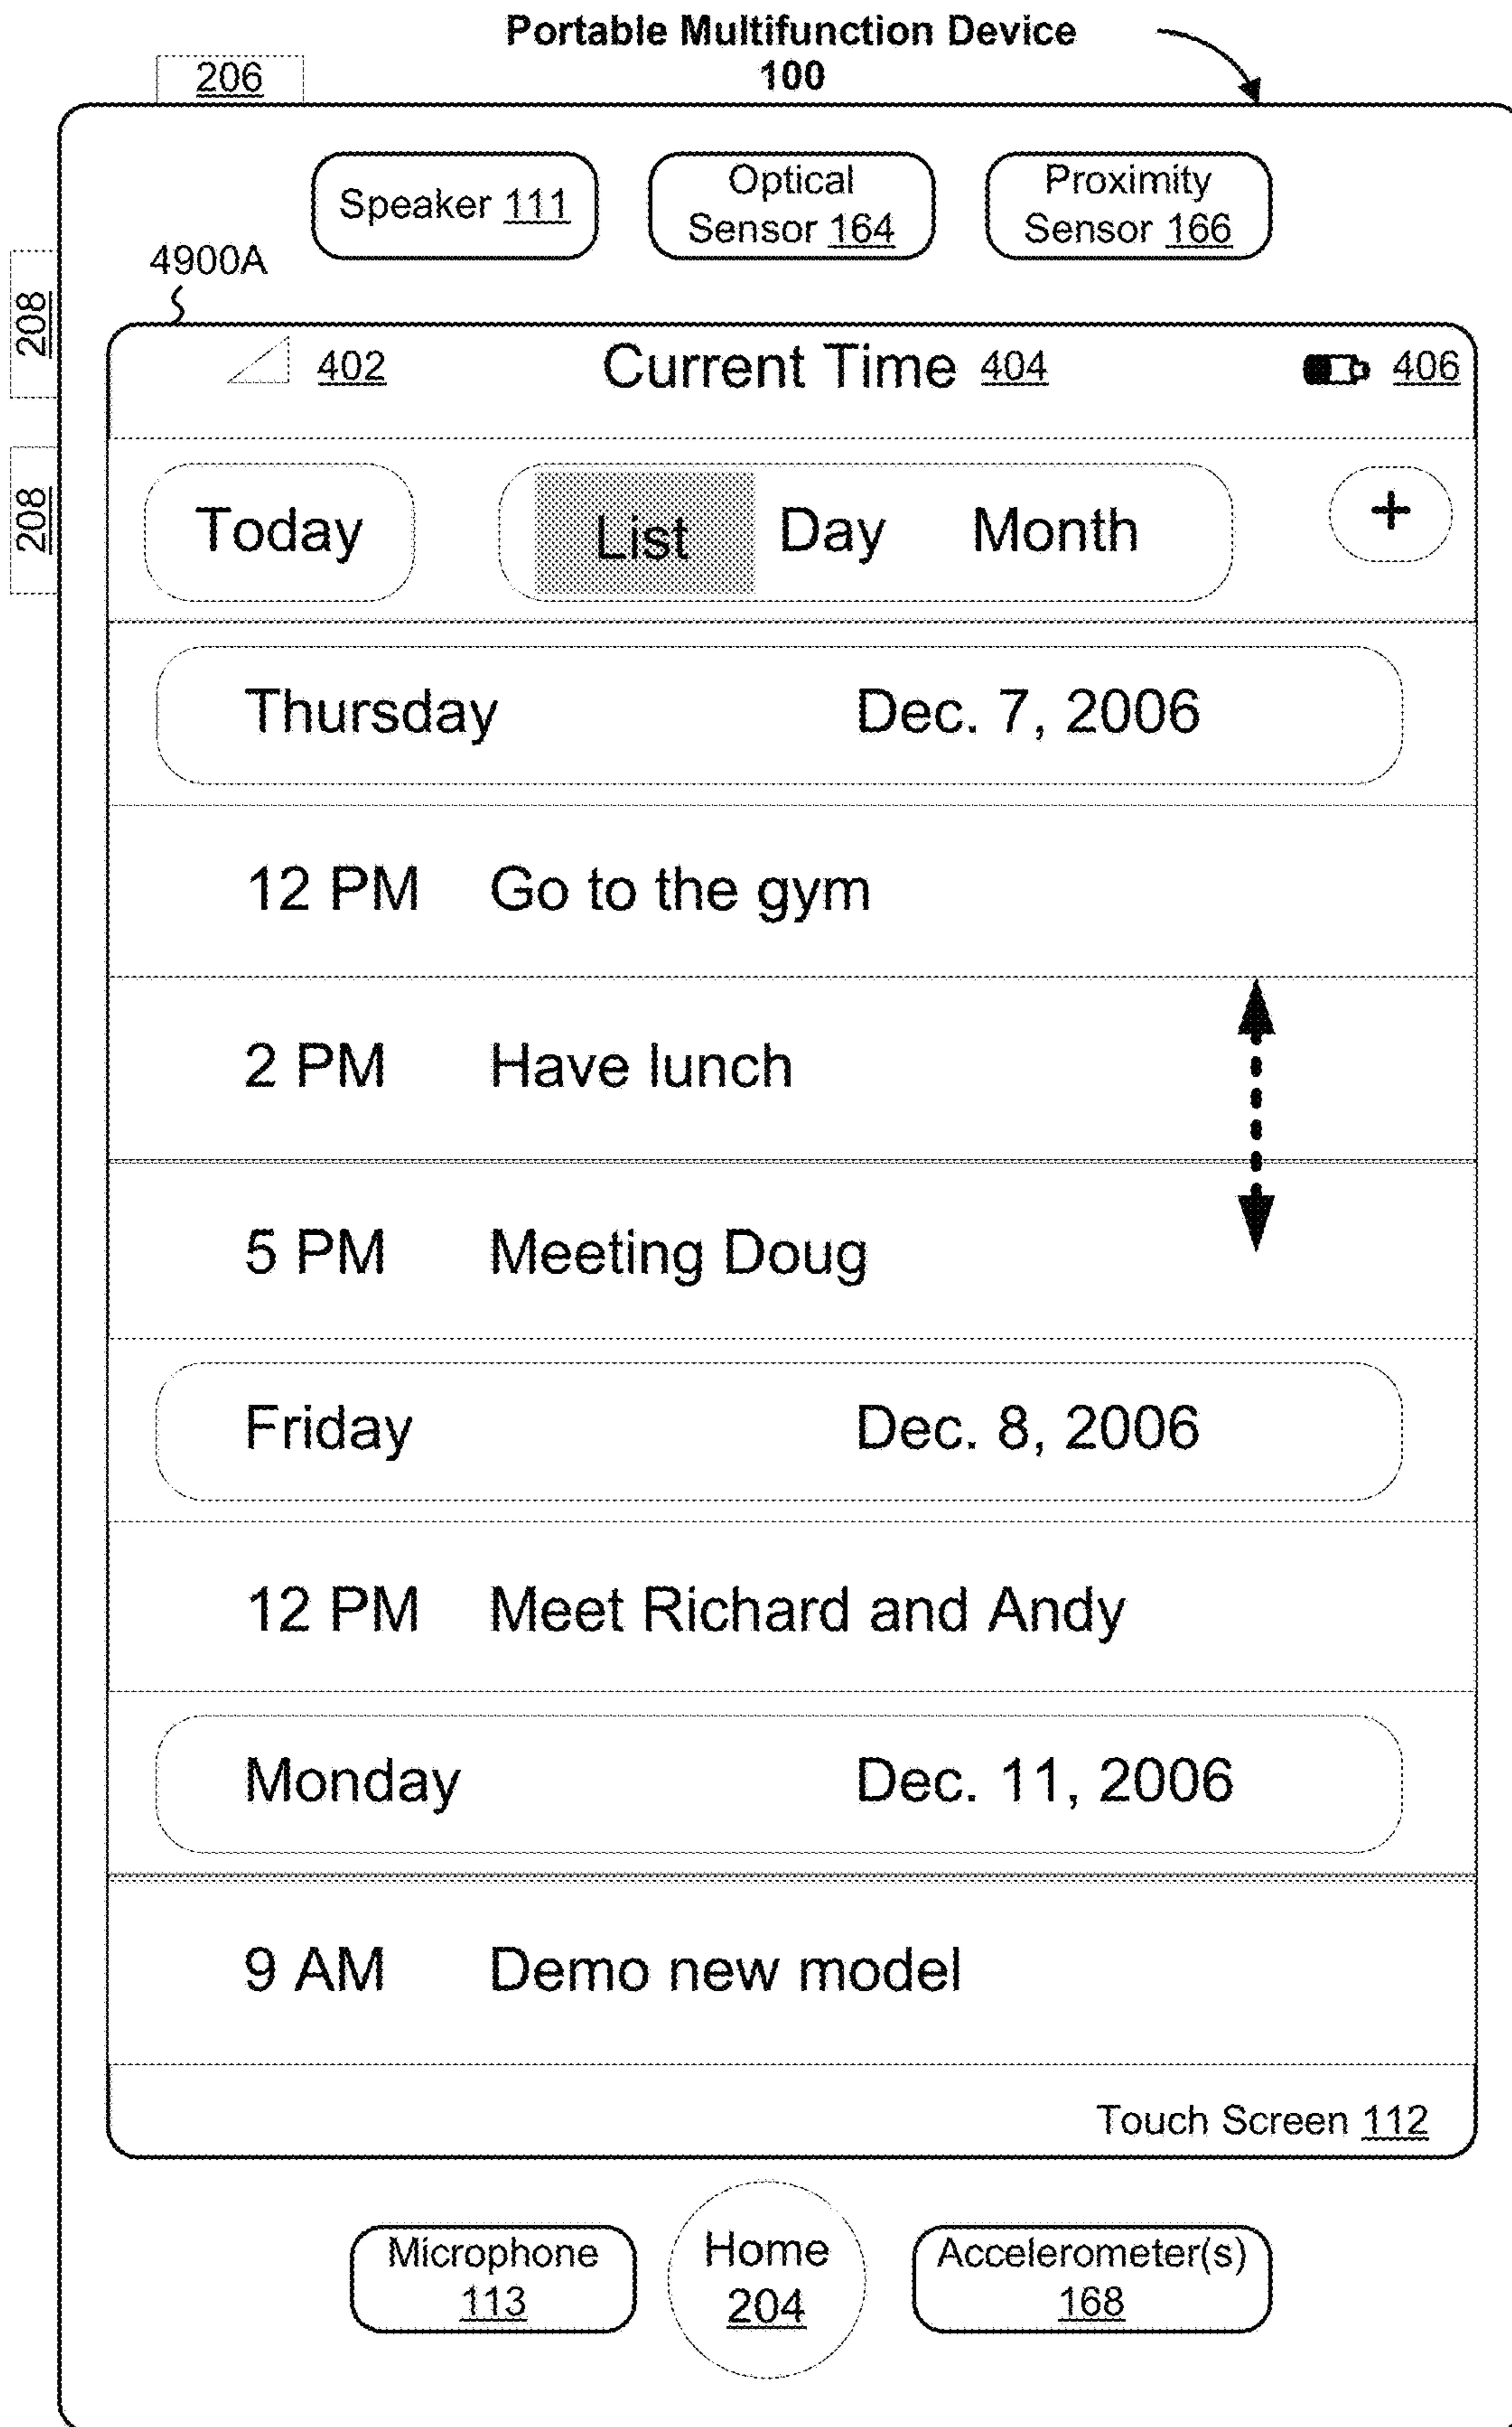 Portable Multifunction Device
100
206
Speaker 111
Optical
Sensor 164
Proximity
Sensor 166
208
4900A
402
Current Time 404
406
208
Today
List
Day
Month
+
Thursday Dec. 7, 2006
12 PM Go to the gym
2 PM Have lunch
5 PM Meeting Doug
Friday Dec. 8, 2006
12 PM Meet Richard and Andy
Monday Dec. 11, 2006
9 AM Demo new model
Touch Screen 112
Microphone
113
Home
204
Accelerometer(s)
168